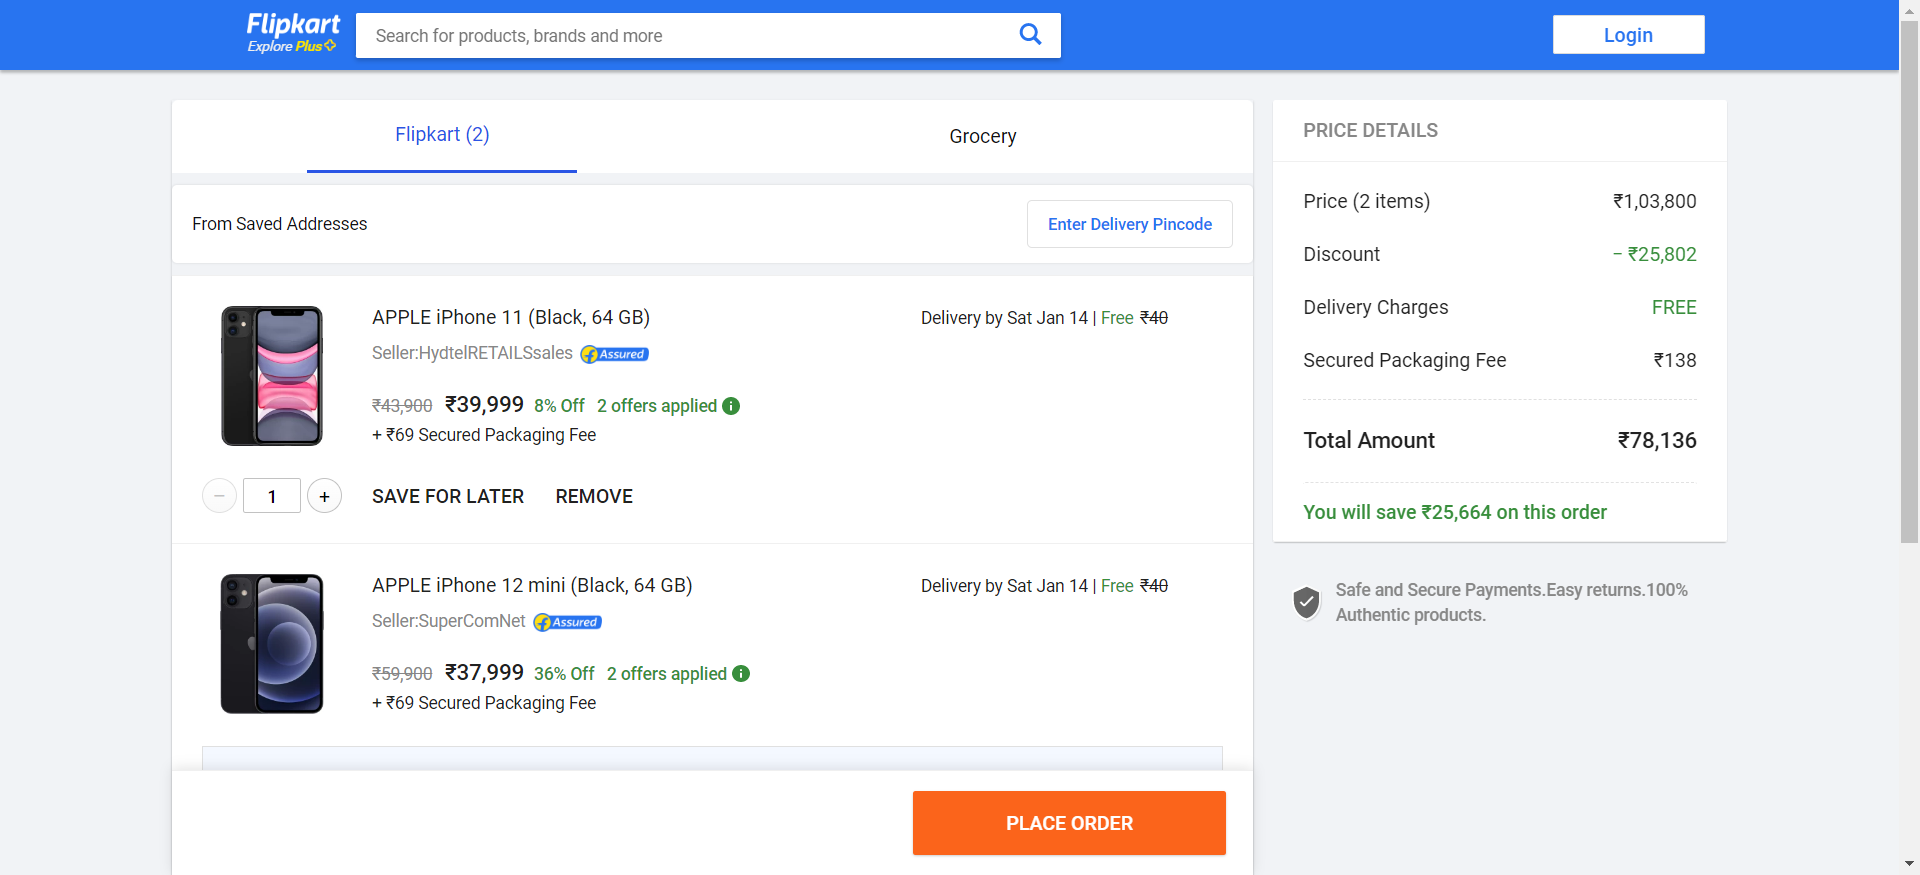 Flipkart
Explore Plus
Search for products, brands and more
Login
Flipkart (2)
Grocery
From Saved Addresses
Enter Delivery Pincode
APPLE iPhone 11 (Black, 64 GB)
Delivery by Sat Jan 14 | Free ₹40
Seller:HydtelRETAILSsales Assured
₹43,900 ₹39,999 8% Off 2 offers applied
+ ₹69 Secured Packaging Fee
− 1 +
SAVE FOR LATER REMOVE
APPLE iPhone 12 mini (Black, 64 GB)
Delivery by Sat Jan 14 | Free ₹40
Seller:SuperComNet Assured
₹59,900 ₹37,999 36% Off 2 offers applied
+ ₹69 Secured Packaging Fee
PLACE ORDER
PRICE DETAILS
Price (2 items) ₹1,03,800
Discount − ₹25,802
Delivery Charges FREE
Secured Packaging Fee ₹138
Total Amount ₹78,136
You will save ₹25,664 on this order
Safe and Secure Payments.Easy returns.100%
Authentic products.